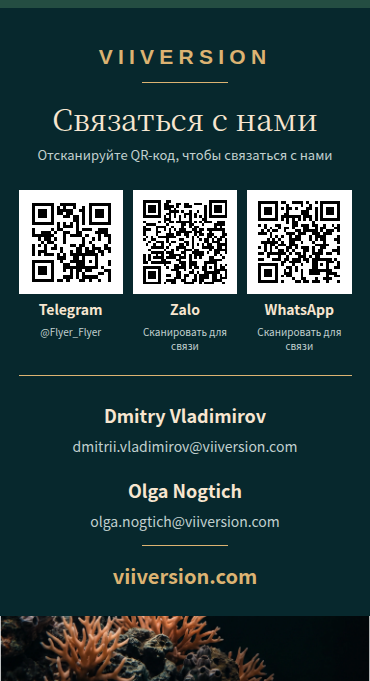 VIIVERSION
Связаться с нами
Отсканируйте QR-код, чтобы связаться с нами
Telegram
@Flyer_Flyer
Zalo
Сканировать для
связи
WhatsApp
Сканировать для
связи
Dmitry Vladimirov
dmitrii.vladimirov@viiversion.com
Olga Nogtich
olga.nogtich@viiversion.com
viiversion.com